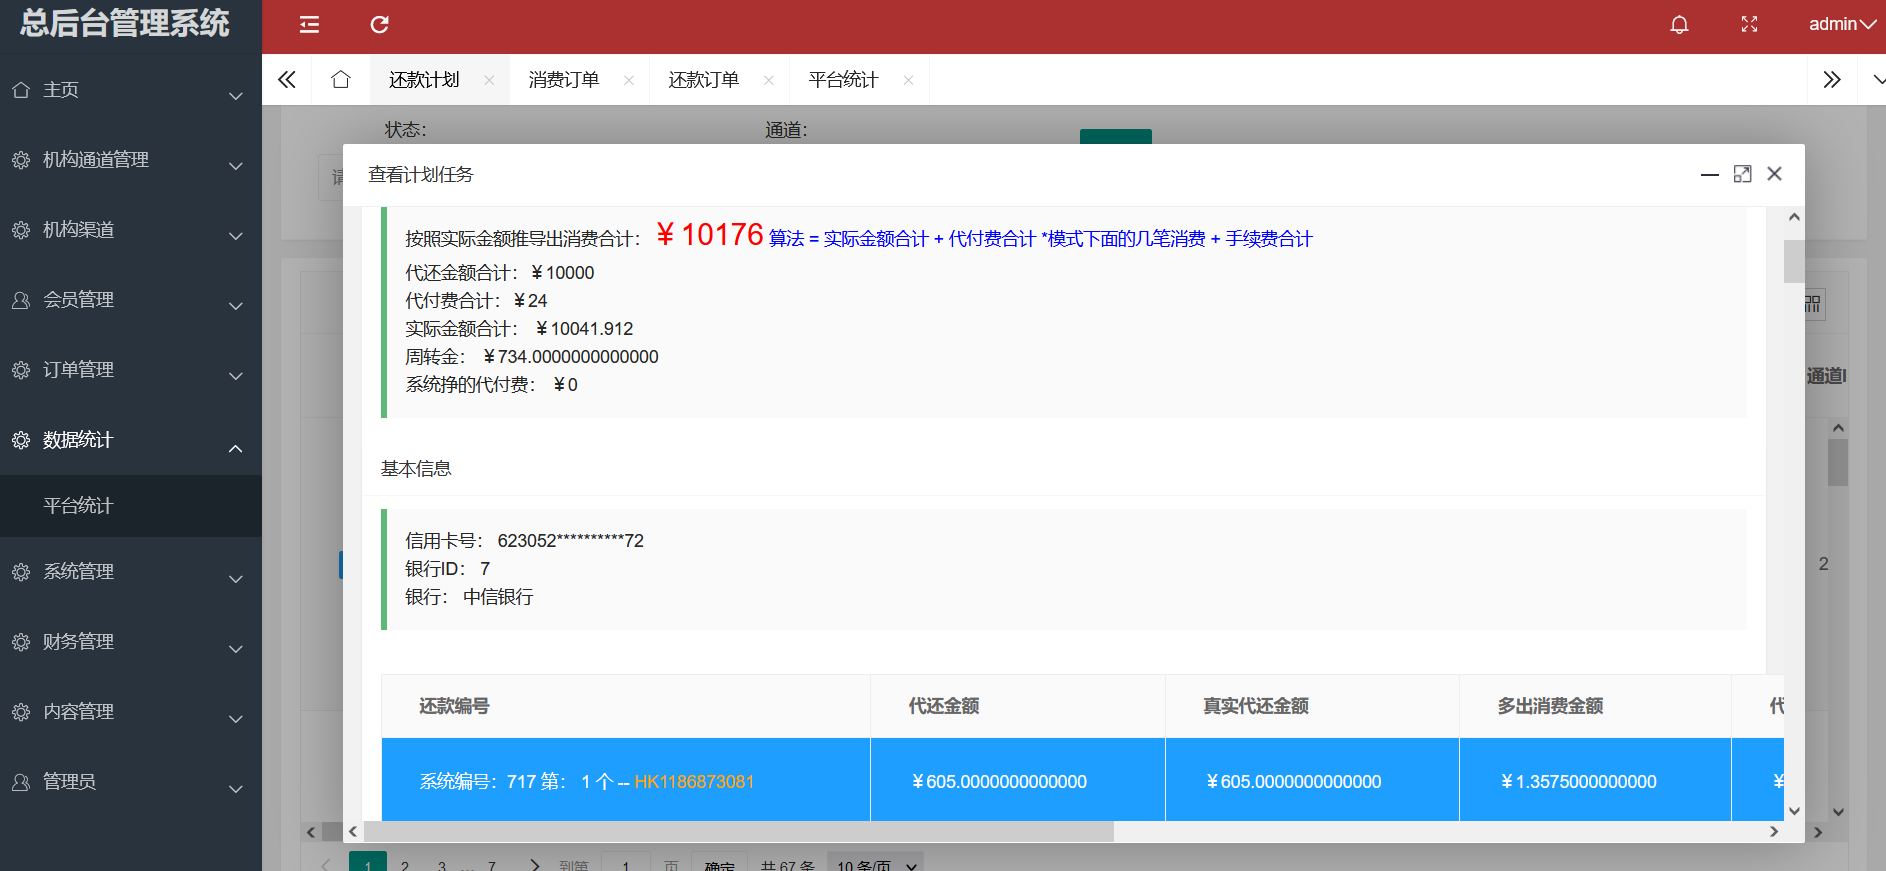 总后台管理系统
admin
主页
机构通道管理
机构渠道
会员管理
订单管理
数据统计
平台统计
系统管理
财务管理
内容管理
管理员
还款计划
消费订单
还款订单
平台统计
状态：
通道：
请
查看计划任务
按照实际金额推导出消费合计： ￥10176 算法 = 实际金额合计 + 代付费合计 *模式下面的几笔消费 + 手续费合计
代还金额合计：￥10000
代付费合计：￥24
实际金额合计： ￥10041.912
周转金： ￥734.0000000000000
系统挣的代付费： ￥0
基本信息
信用卡号： 623052**********72
银行ID： 7
银行： 中信银行
还款编号
代还金额
真实代还金额
多出消费金额
代
系统编号：717 第： 1 个 -- HK1186873081
￥605.0000000000000
￥605.0000000000000
￥1.3575000000000
￥
通道I
2
1 2 3 … 7 到第 1 页 确定 共 67 条 10 条/页